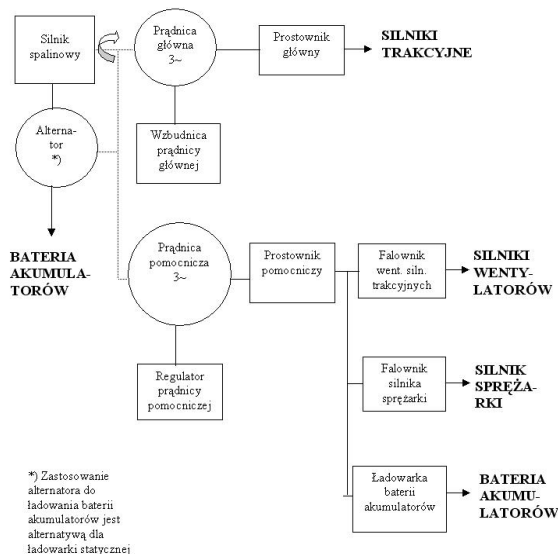 Silnik
spalinowy
Prądnica
główna
3~
Prostownik
główny
SILNIKI
TRAKCYJNE
Alterna-
tor
*)
Wzbudnica
prądnicy
głównej
BATERIA
AKUMULA-
TORÓW
Prądnica
pomocnicza
3~
Prostownik
pomocniczy
Falownik
went. siln.
trakcyjnych
SILNIKI
WENTY-
LATORÓW
Regulator
prądnicy
pomocniczej
Falownik
silnika
sprężarki
SILNIK
SPRĘŻA-
RKI
*) Zastosowanie
alternatora do
ładowania baterii
akumulatorów jest
alternatywą dla
ładowarki statycznej
Ładowarka
baterii
akumulatorów
BATERIA
AKUMU-
LATORÓW